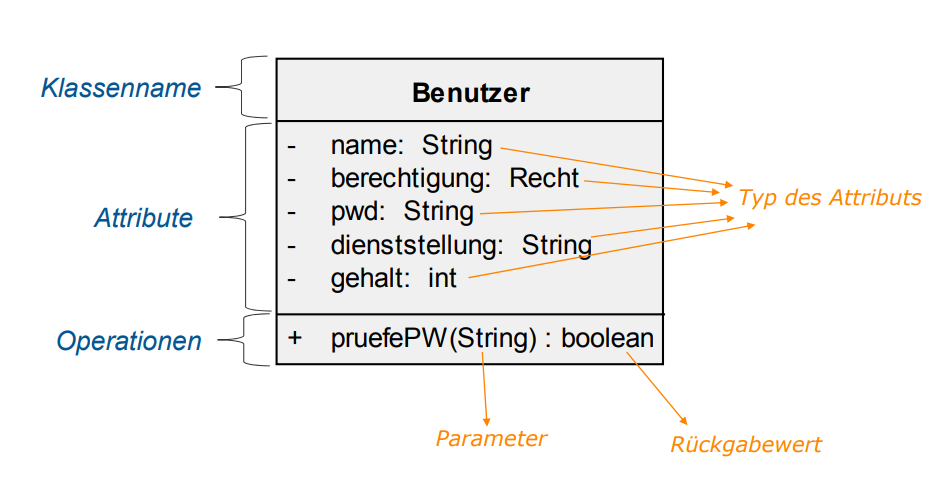 Klassenname
Benutzer
Attribute
- name: String
- berechtigung: Recht
- pwd: String
- dienststellung: String
- gehalt: int
Typ des Attributs
Operationen
+ pruefePW(String) : boolean
Parameter
Rückgabewert